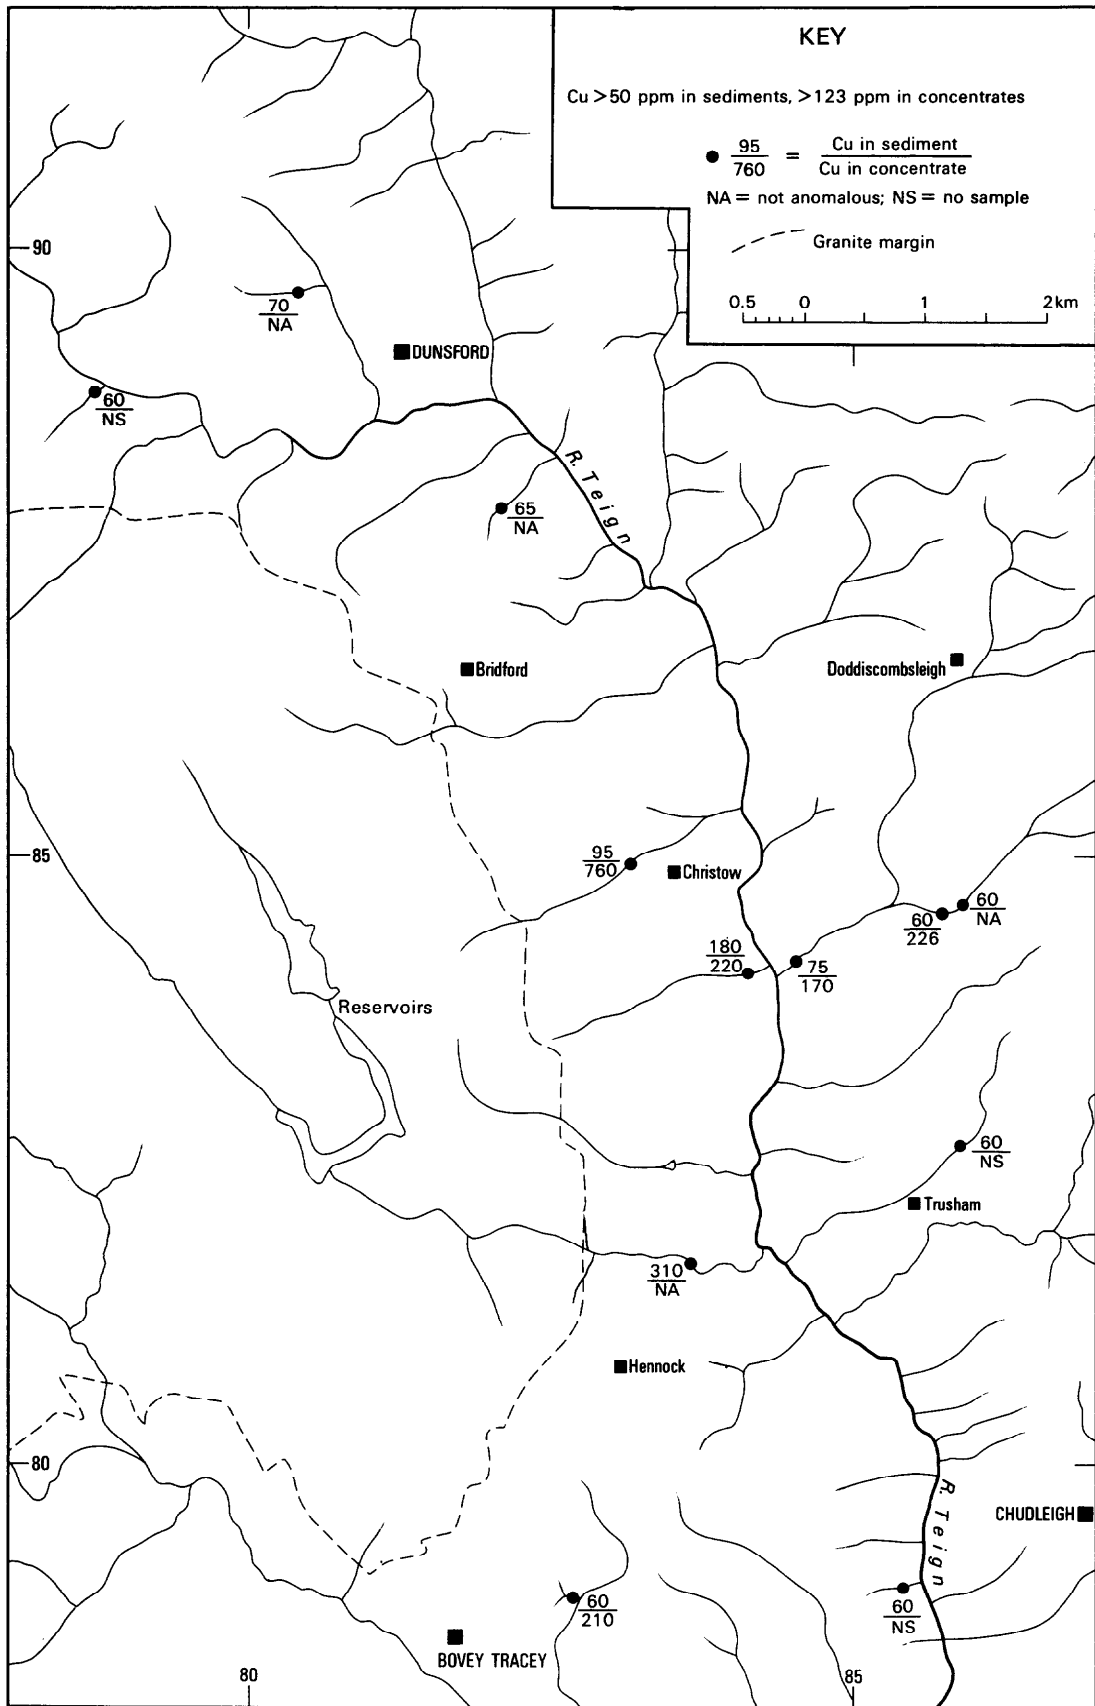 KEY
Cu >50 ppm in sediments, >123 ppm in concentrates
95 = Cu in sediment
760 Cu in concentrate
NA = not anomalous; NS = no sample
Granite margin
0.5 0 1 2 km
90
70
NA
DUNSFORD
60
NS
R. Teign
65
NA
Bridford
Doddiscombsleigh
85
95
760
Christow
60
NA
60
226
180
220
75
170
Reservoirs
60
NS
Trusham
310
NA
Hennock
80
R. Teign
CHUDLEIGH
60
NS
60
210
BOVEY TRACEY
80
85